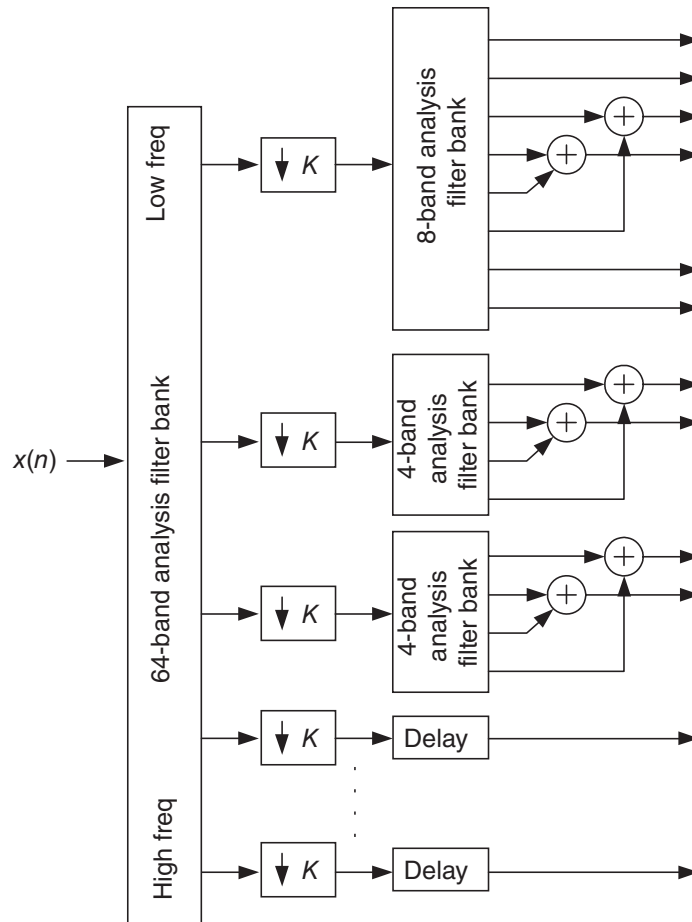 x(n)
Low freq
64-band analysis filter bank
High freq
↓ K
8-band analysis
filter bank
+
+
↓ K
4-band
analysis
filter bank
+
+
↓ K
4-band
analysis
filter bank
+
+
↓ K
Delay
↓ K
Delay